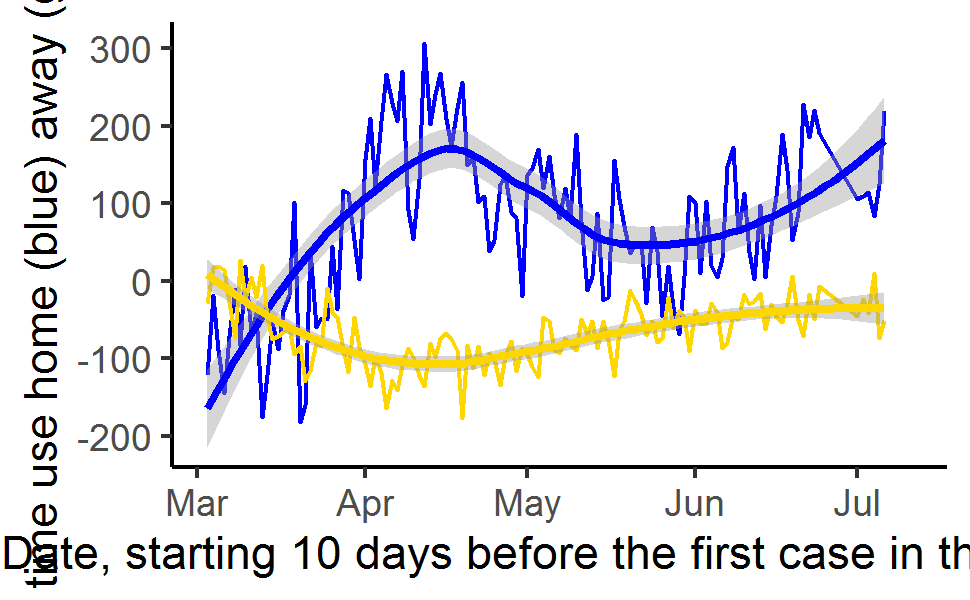 time use home (blue) away (
300
200
100
0
-100
-200
Mar Apr May Jun Jul
Date, starting 10 days before the first case in th